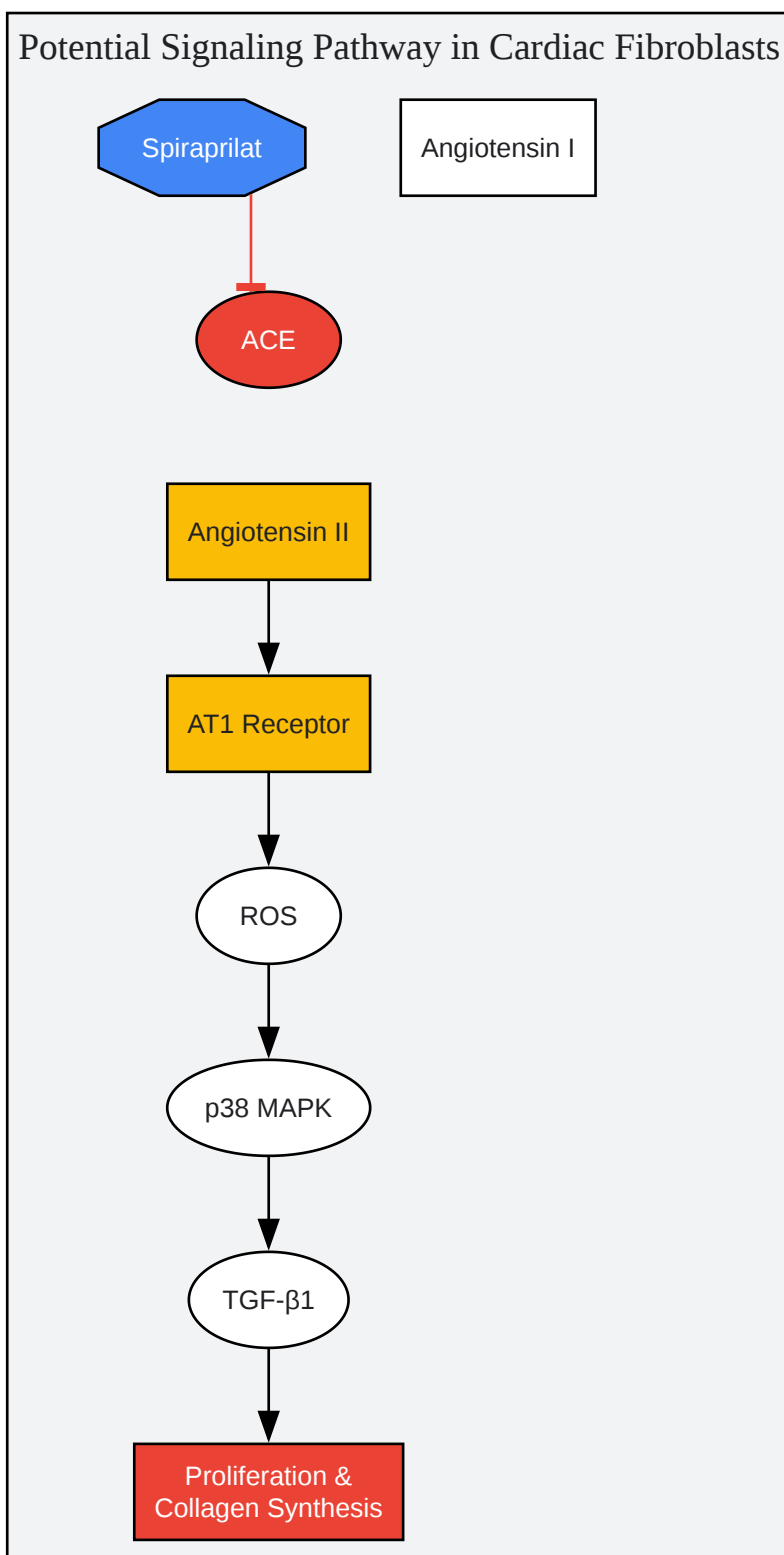 Potential Signaling Pathway in Cardiac Fibroblasts
Spiraprilat
Angiotensin I
ACE
Angiotensin II
AT1 Receptor
ROS
p38 MAPK
TGF-β1
Proliferation &
Collagen Synthesis